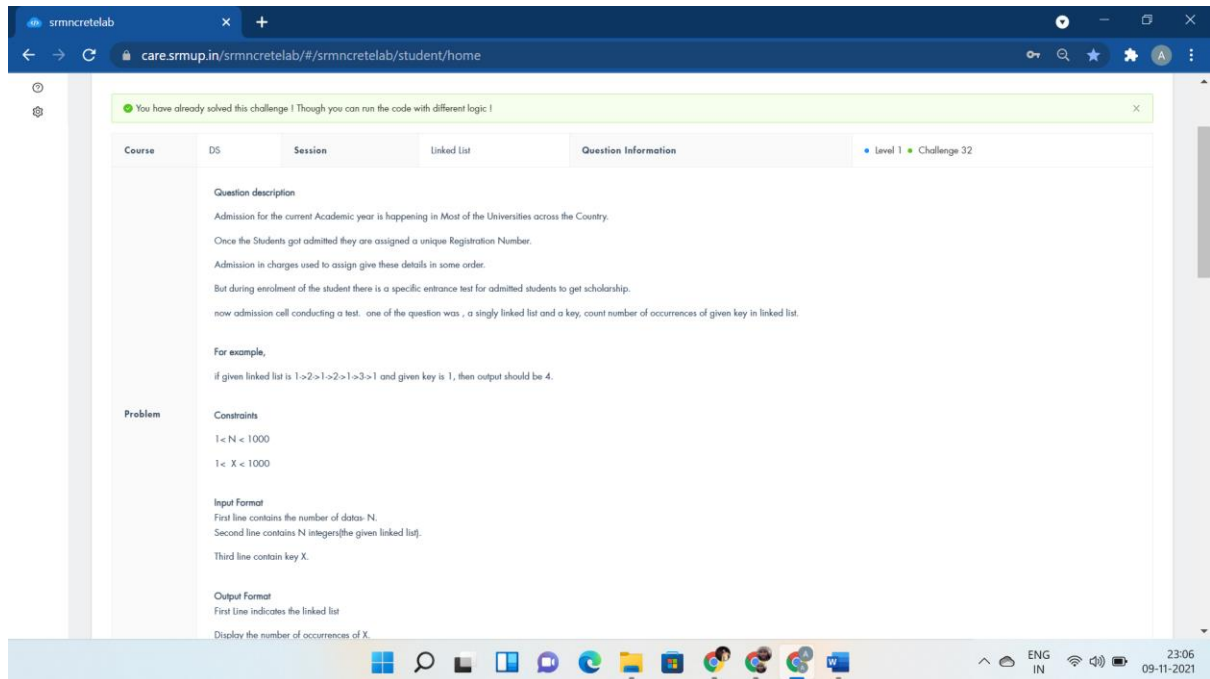 srmncretelab
care.srmup.in/srmncretelab/#/srmncretelab/student/home
A
You have already solved this challenge ! Though you can run the code with different logic !
Course DS Session Linked List Question Information Level 1 Challenge 32
Question description
Admission for the current Academic year is happening in Most of the Universities across the Country.
Once the Students got admitted they are assigned a unique Registration Number.
Admission in charges used to assign give these details in some order.
But during enrolment of the student there is a specific entrance test for admitted students to get scholarship.
now admission cell conducting a test. one of the question was , a singly linked list and a key, count number of occurrences of given key in linked list.
For example,
if given linked list is 1->2->1->2->1->3->1 and given key is 1, then output should be 4.
Problem
Constraints
1< N < 1000
1< X < 1000
Input Format
First line contains the number of datas- N.
Second line contains N integers(the given linked list).
Third line contain key X.
Output Format
First Line indicates the linked list
Display the number of occurrences of X.
ENG
IN
23:06
09-11-2021